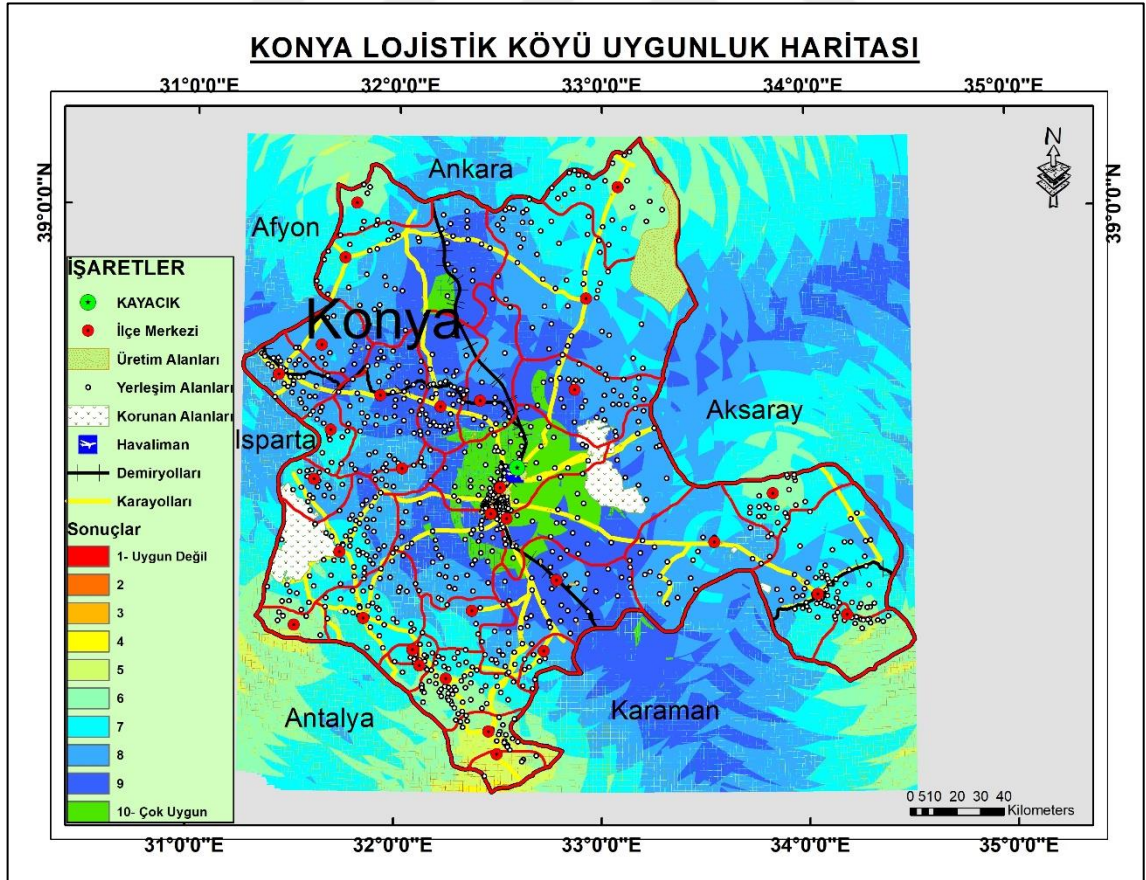 KONYA LOJİSTİK KÖYÜ UYGUNLUK HARİTASI
31°0'0"E 32°0'0"E 33°0'0"E 34°0'0"E 35°0'0"E
N
39°0'0"N
39°0'0"N
Ankara
Afyon
Konya
Isparta
Aksaray
Antalya
Karaman
İŞARETLER
KAYACIK
İlçe Merkezi
Üretim Alanları
Yerleşim Alanları
Korunan Alanları
Havaliman
Demiryolları
Karayolları
Sonuçlar
1- Uygun Değil
2
3
4
5
6
7
8
9
10- Çok Uygun
0 5 10 20 30 40
Kilometers
31°0'0"E 32°0'0"E 33°0'0"E 34°0'0"E 35°0'0"E